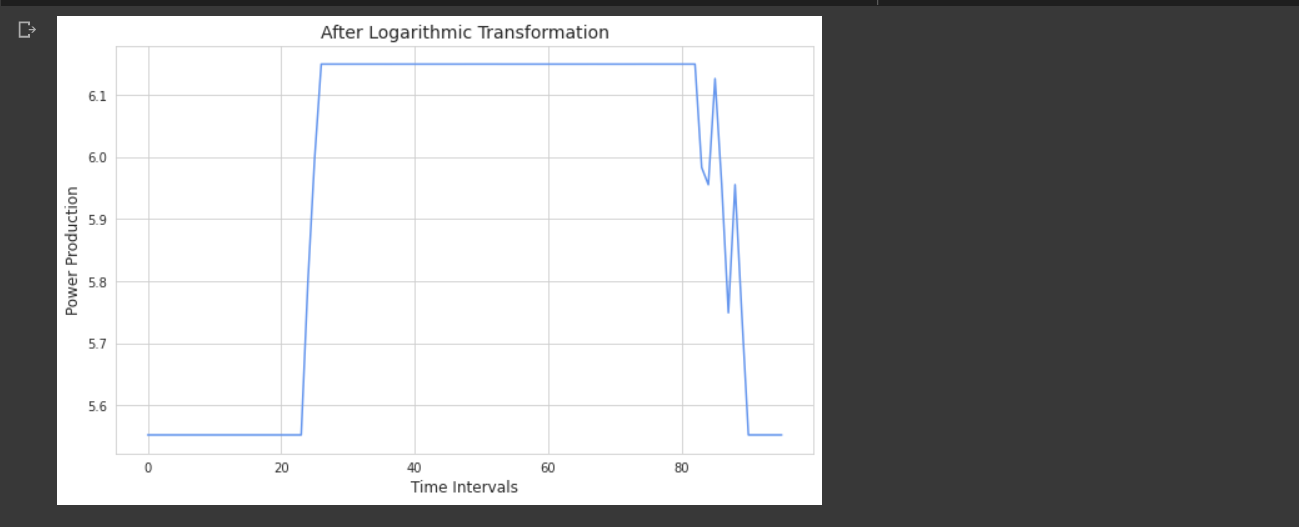 After Logarithmic Transformation
6.1
6.0
5.9
5.8
5.7
5.6
Power Production
0 20 40 60 80
Time Intervals